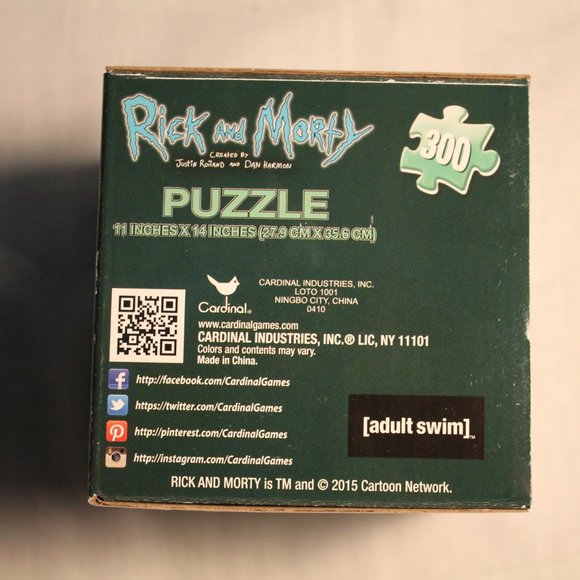 Rick and Morty
CREATED BY
JUSTIN ROILAND AND DAN HARMON
300
PUZZLE
11 INCHES X 14 INCHES (27.9 CM X 35.6 CM)
Cardinal®
CARDINAL INDUSTRIES, INC.
LOTO 1001
NINGBO CITY, CHINA
0410
www.cardinalgames.com
CARDINAL INDUSTRIES, INC.® LIC, NY 11101
Colors and contents may vary.
Made in China.
http://facebook.com/CardinalGames
https://twitter.com/CardinalGames
http://pinterest.com/CardinalGames
http://instagram.com/CardinalGames
[adult swim]™
RICK AND MORTY is TM and © 2015 Cartoon Network.